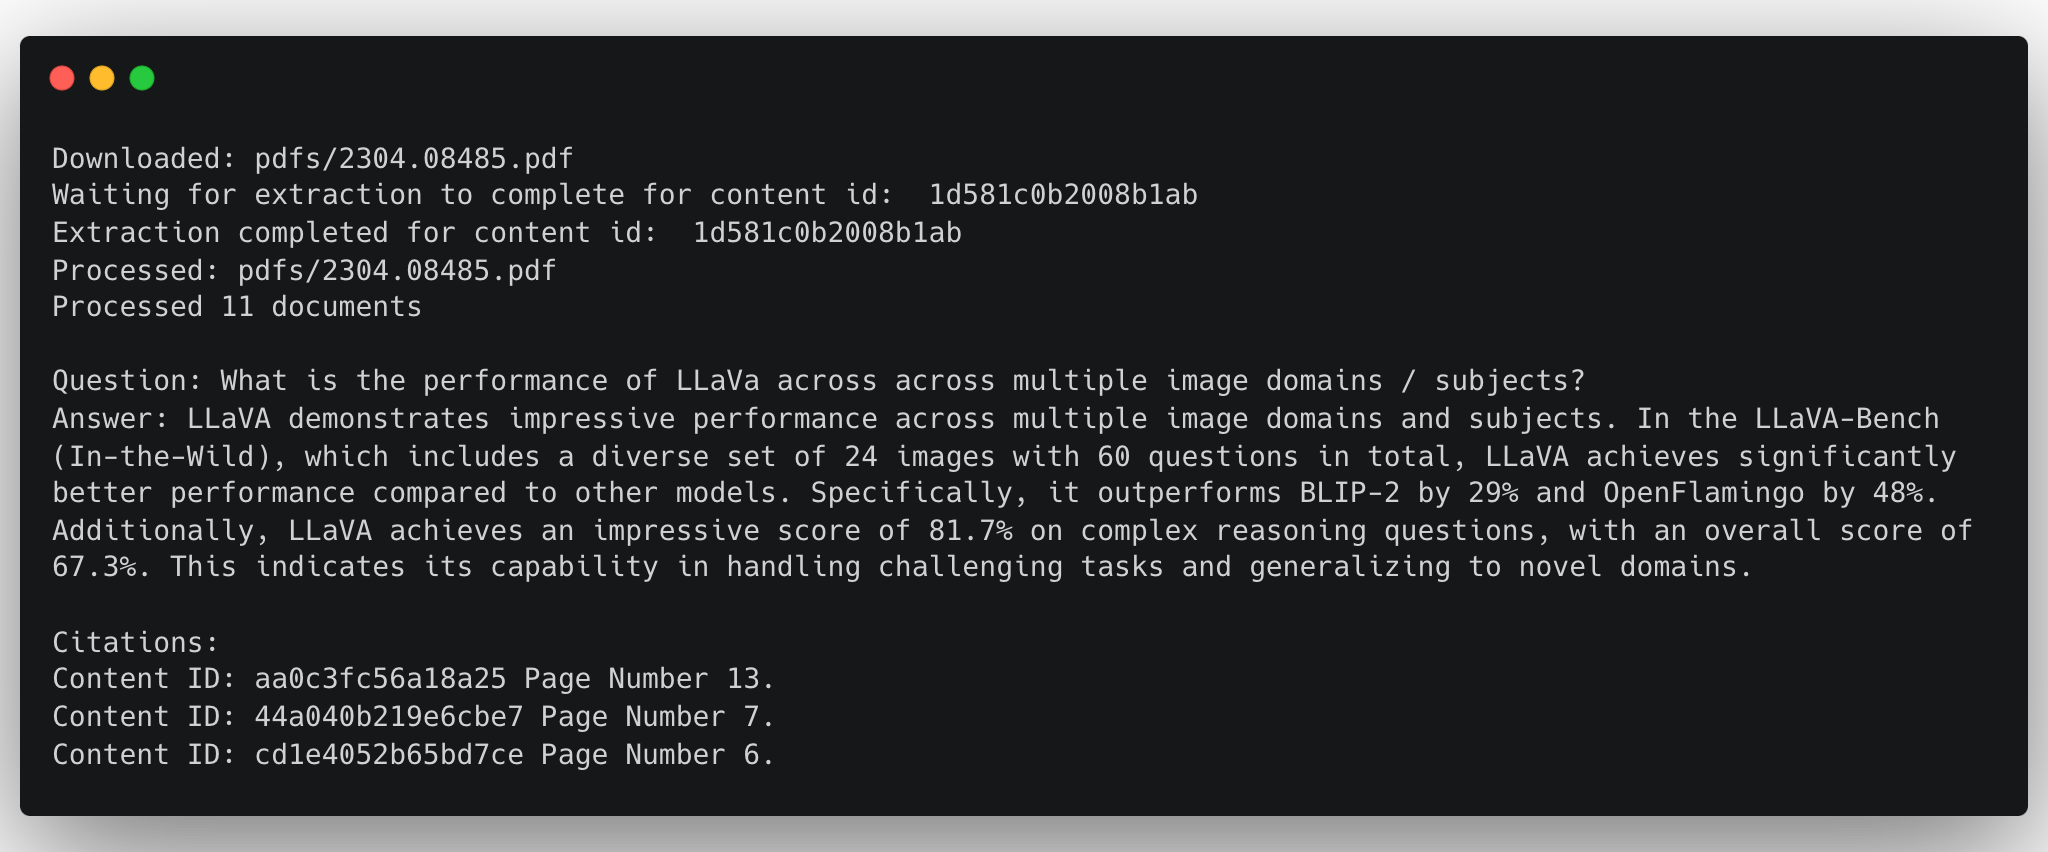 Downloaded: pdfs/2304.08485.pdf
Waiting for extraction to complete for content id:  1d581c0b2008b1ab
Extraction completed for content id:  1d581c0b2008b1ab
Processed: pdfs/2304.08485.pdf
Processed 11 documents
Question: What is the performance of LLaVa across across multiple image domains / subjects?
Answer: LLaVA demonstrates impressive performance across multiple image domains and subjects. In the LLaVA-Bench
(In-the-Wild), which includes a diverse set of 24 images with 60 questions in total, LLaVA achieves significantly
better performance compared to other models. Specifically, it outperforms BLIP-2 by 29% and OpenFlamingo by 48%.
Additionally, LLaVA achieves an impressive score of 81.7% on complex reasoning questions, with an overall score of
67.3%. This indicates its capability in handling challenging tasks and generalizing to novel domains.
Citations:
Content ID: aa0c3fc56a18a25 Page Number 13.
Content ID: 44a040b219e6cbe7 Page Number 7.
Content ID: cd1e4052b65bd7ce Page Number 6.